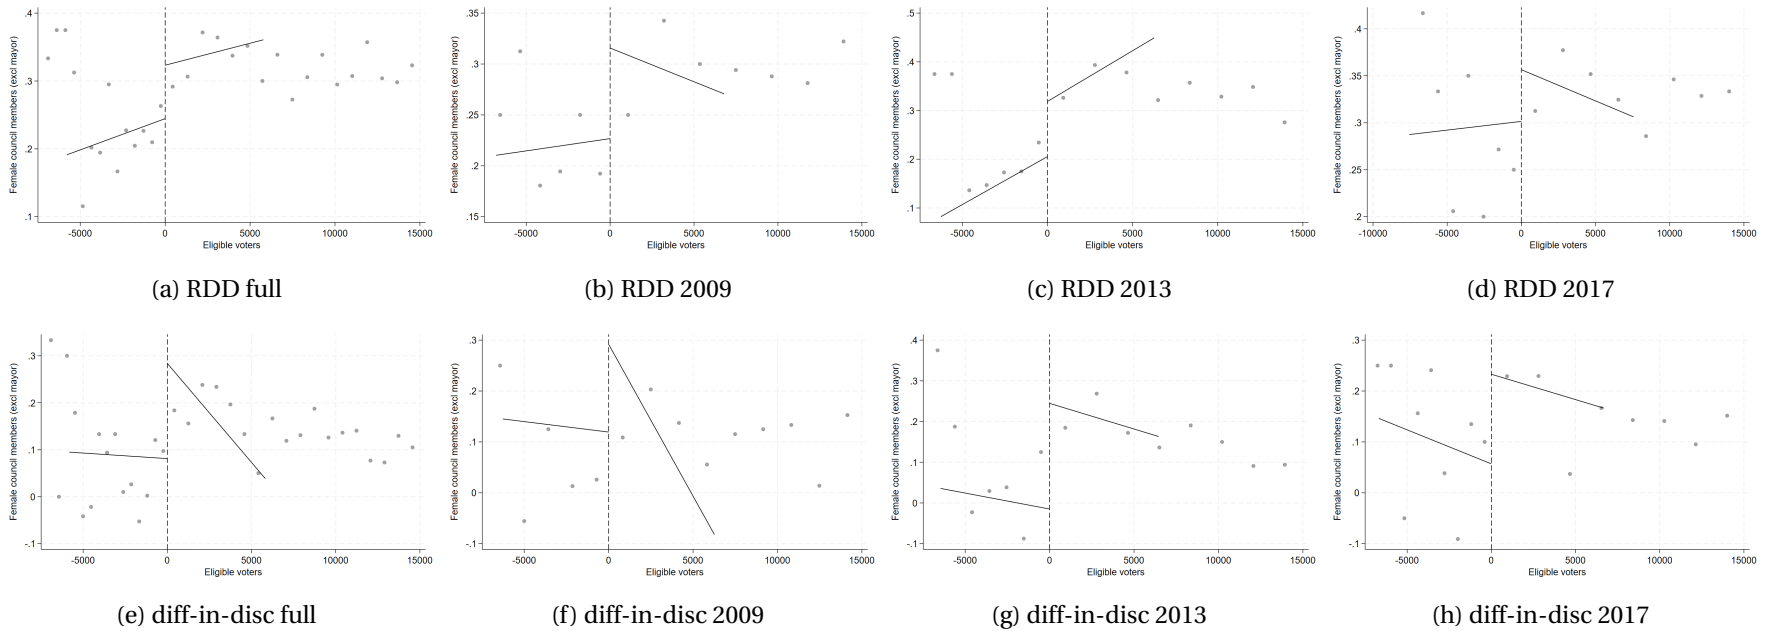 Female council members (excl mayor)
.4
.3
.2
.1
-5000 0 5000 10000 15000
Eligible voters
(a) RDD full
Female council members (excl mayor)
.35
.3
.25
.2
.15
-5000 0 5000 10000 15000
Eligible voters
(b) RDD 2009
Female council members (excl mayor)
.5
.4
.3
.2
.1
-5000 0 5000 10000 15000
Eligible voters
(c) RDD 2013
Female council members (excl mayor)
.4
.35
.3
.25
.2
-10000 -5000 0 5000 10000 15000
Eligible voters
(d) RDD 2017
Female council members (excl mayor)
.3
.2
.1
0
-.1
-5000 0 5000 10000 15000
Eligible voters
(e) diff-in-disc full
Female council members (excl mayor)
.3
.2
.1
0
-.1
-5000 0 5000 10000 15000
Eligible voters
(f) diff-in-disc 2009
Female council members (excl mayor)
.4
.3
.2
.1
0
-.1
-5000 0 5000 10000 15000
Eligible voters
(g) diff-in-disc 2013
Female council members (excl mayor)
.3
.2
.1
0
-.1
-5000 0 5000 10000 15000
Eligible voters
(h) diff-in-disc 2017